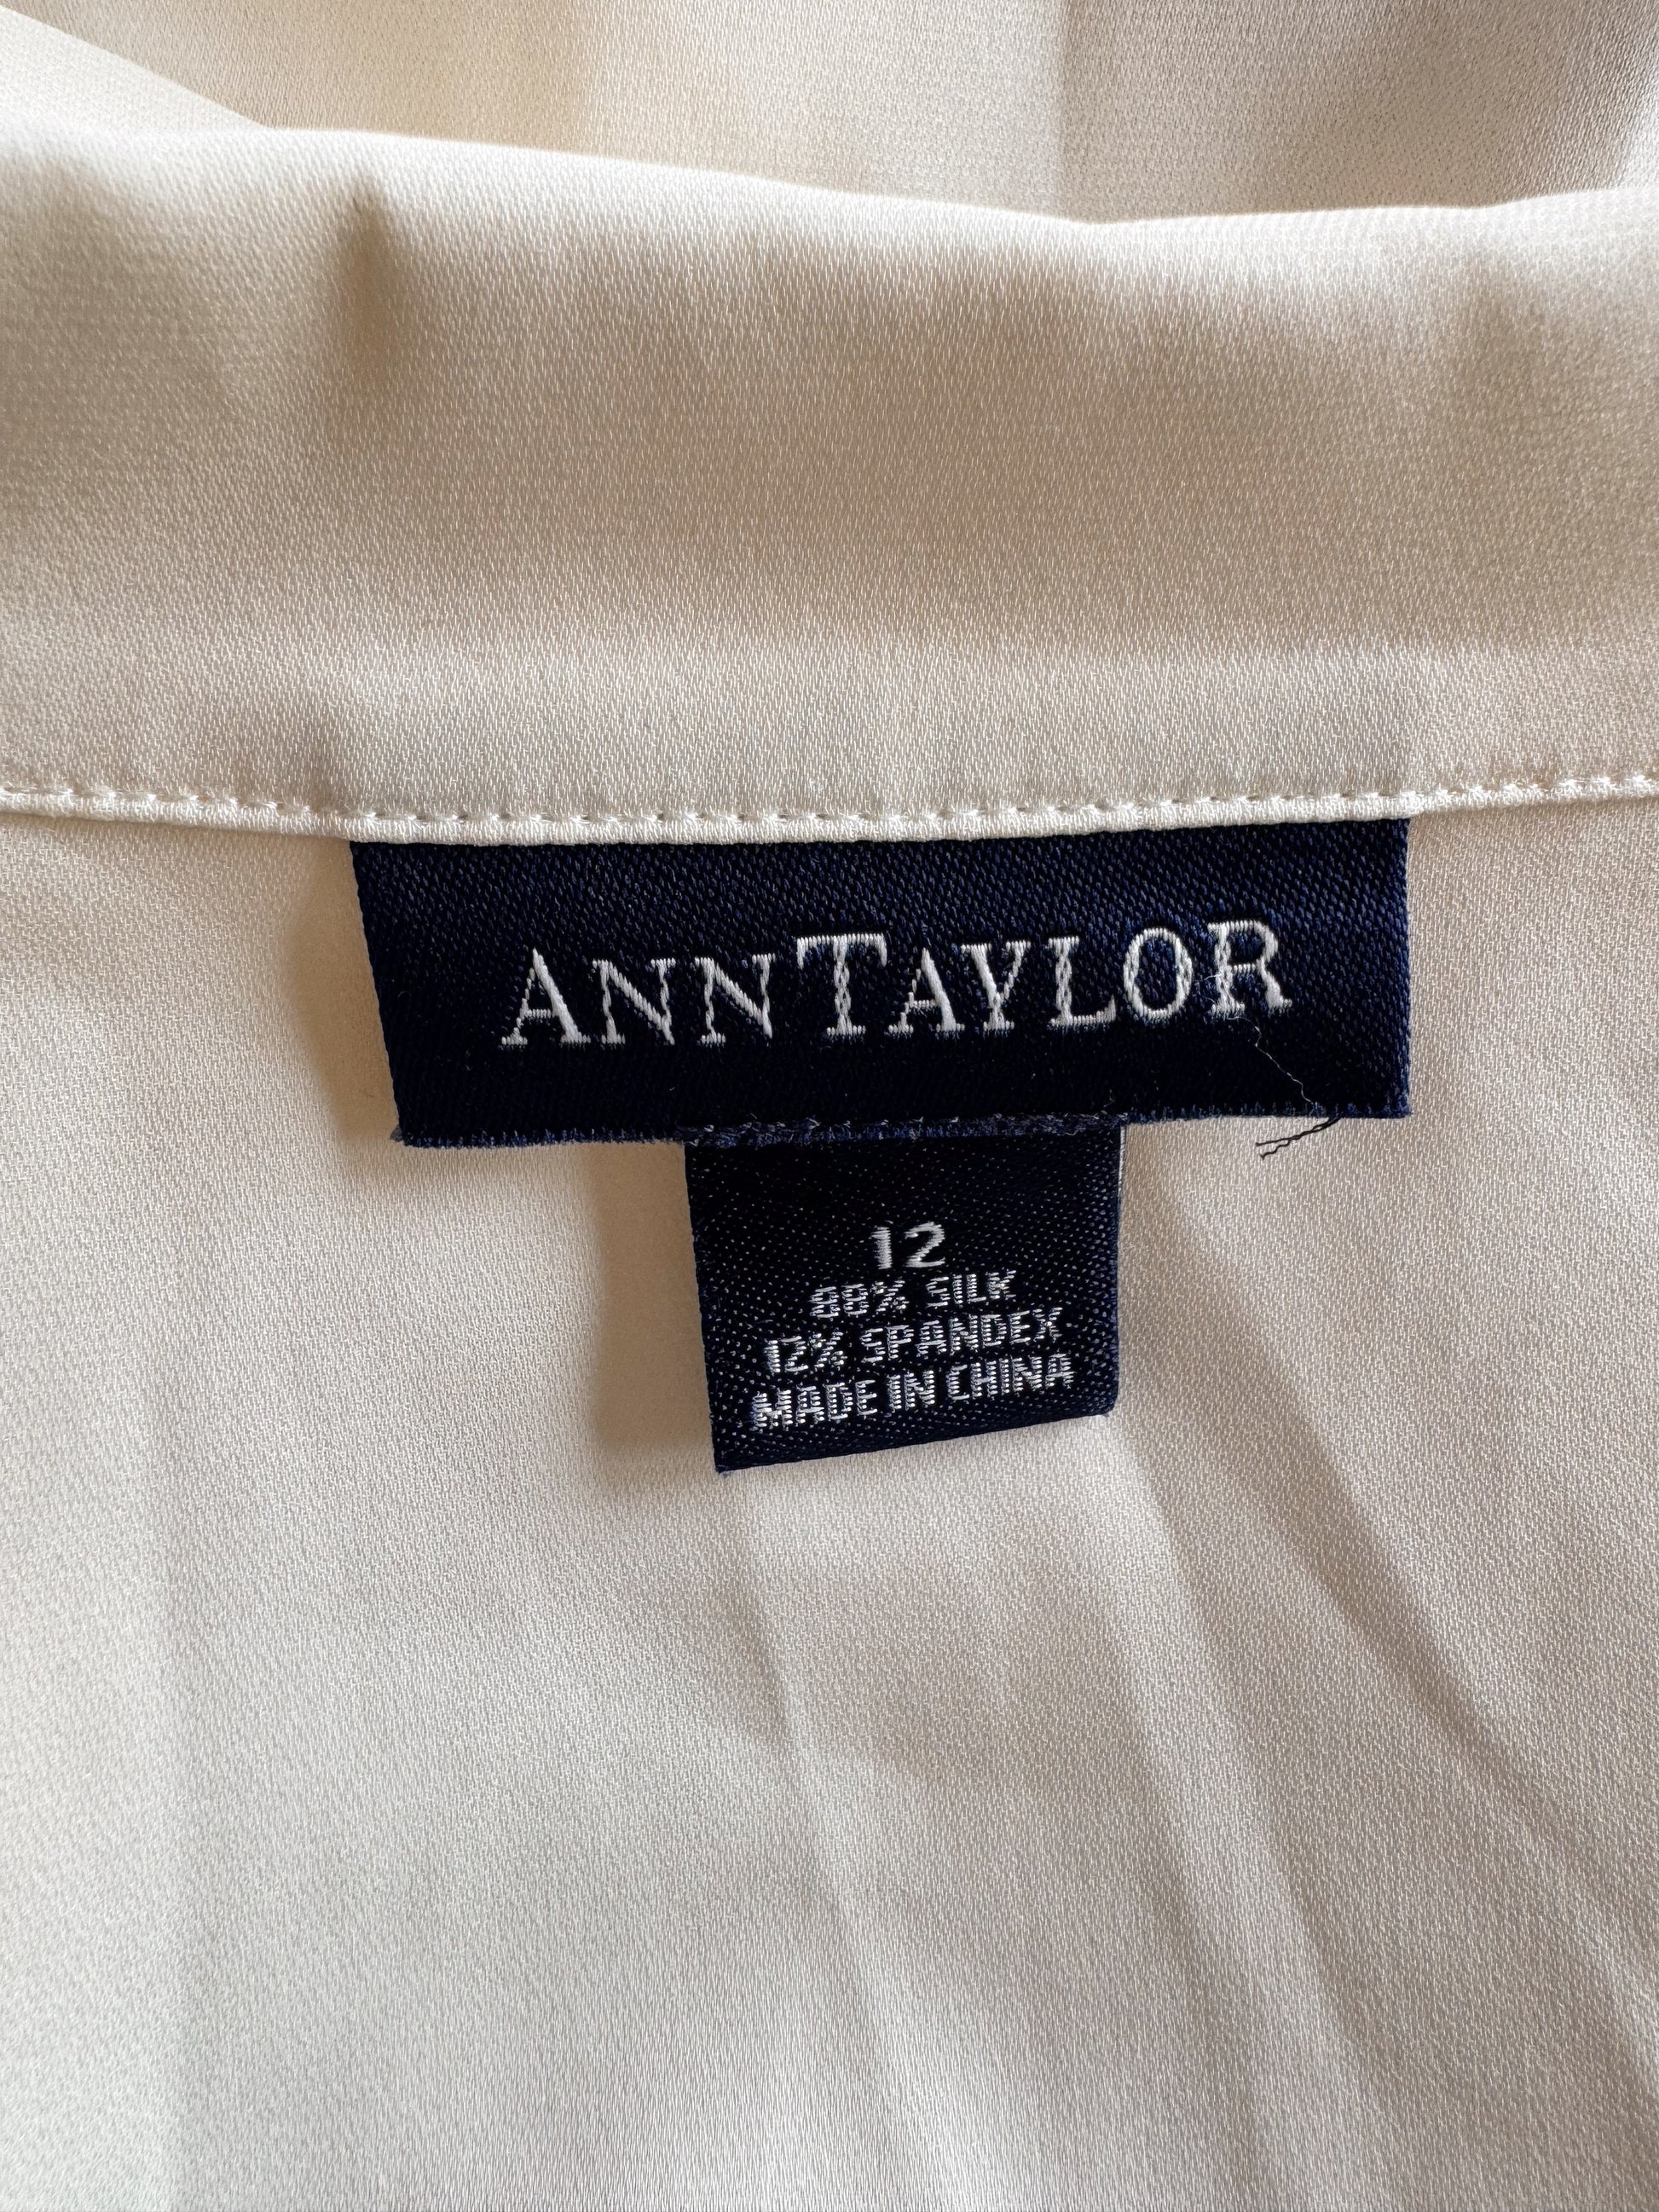 ANNTAYLOR
12
88% SILK
12% SPANDEX
MADE IN CHINA